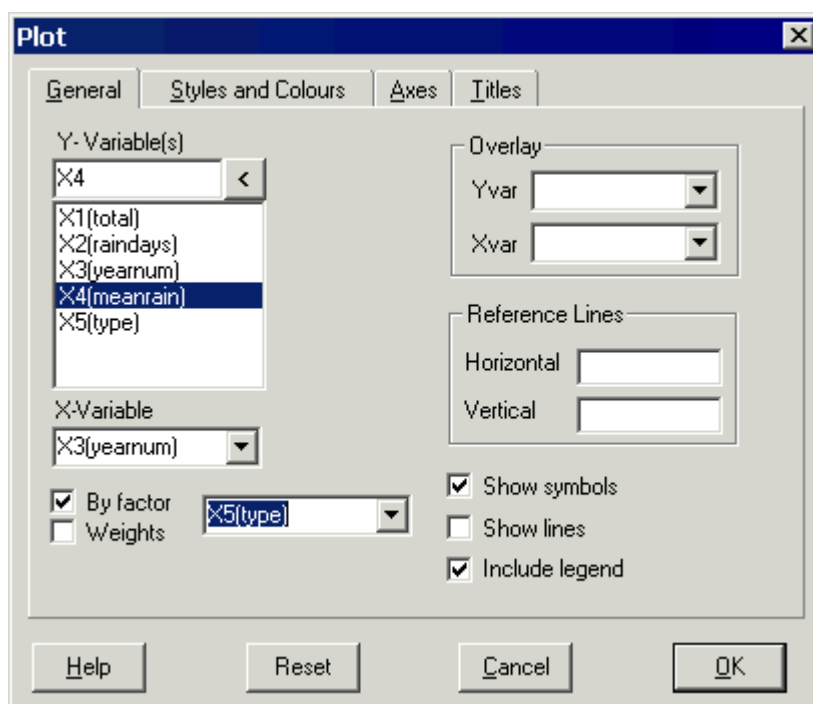 Plot
General
Styles and Colours
Axes
Titles
Y- Variable(s)
X4
<
X1(total)
X2(raindays)
X3(yearnum)
X4(meanrain)
X5(type)
X-Variable
X3(yearnum)
By factor
X5(type)
Weights
Overlay
Yvar
Xvar
Reference Lines
Horizontal
Vertical
Show symbols
Show lines
Include legend
Help
Reset
Cancel
OK